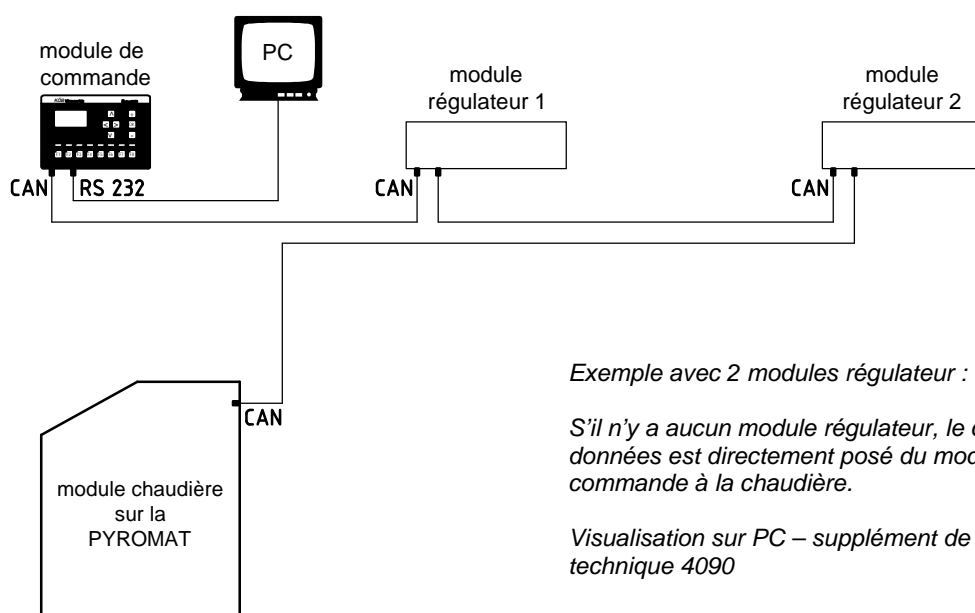 module de
commande
PC
module
régulateur 1
module
régulateur 2
CAN
RS 232
CAN
CAN
CAN
module chaudière
sur la
PYROMAT
Exemple avec 2 modules régulateur :
S'il n'y a aucun module régulateur, le
données est directement posé du
commande à la chaudière.
Visualisation sur PC – supplément de
technique 4090